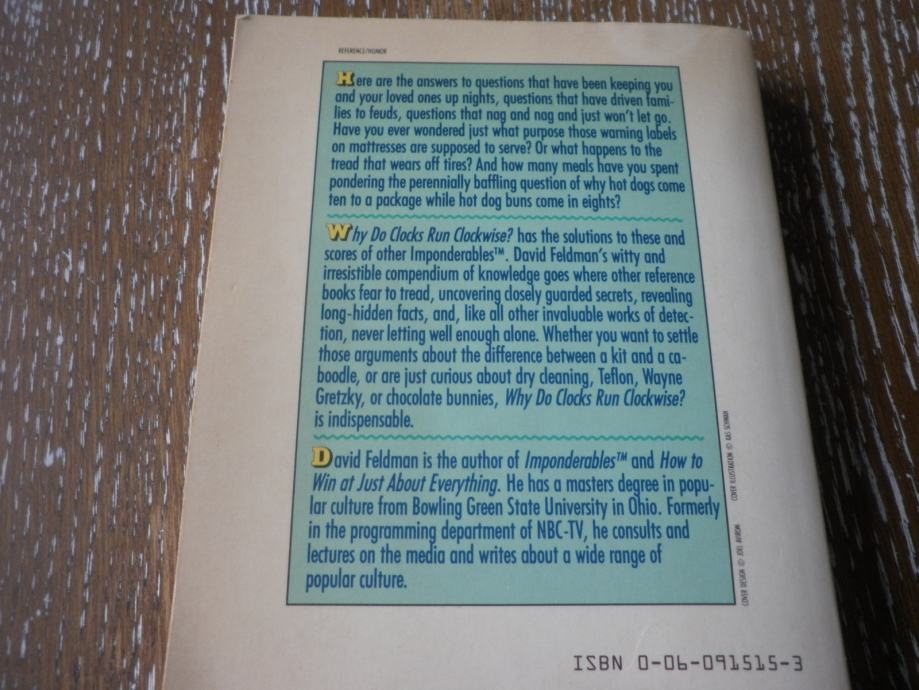 REFERENCE/HUMOR
Here are the answers to questions that have been keeping you
and your loved ones up nights, questions that have driven fami-
lies to feuds, questions that nag and nag and just won't let go.
Have you ever wondered just what purpose those warning labels
on mattresses are supposed to serve? Or what happens to the
tread that wears off tires? And how many meals have you spent
pondering the perennially baffling question of why hot dogs come
ten to a package while hot dog buns come in eights?
Why Do Clocks Run Clockwise? has the solutions to these and
scores of other Imponderables™. David Feldman's witty and
irresistible compendium of knowledge goes where other reference
books fear to tread, uncovering closely guarded secrets, revealing
long-hidden facts, and, like all other invaluable works of detec-
tion, never letting well enough alone. Whether you want to settle
those arguments about the difference between a kit and a ca-
boodle, or are just curious about dry cleaning, Teflon, Wayne
Gretzky, or chocolate bunnies, Why Do Clocks Run Clockwise?
is indispensable.
David Feldman is the author of Imponderables™ and How to
Win at Just About Everything. He has a masters degree in popu-
lar culture from Bowling Green State University in Ohio. Formerly
in the programming department of NBC-TV, he consults and
lectures on the media and writes about a wide range of
popular culture.
COVER ILLUSTRATION ©
COVER DESIGN © JOEL AVIROM
ISBN 0-06-091515-3